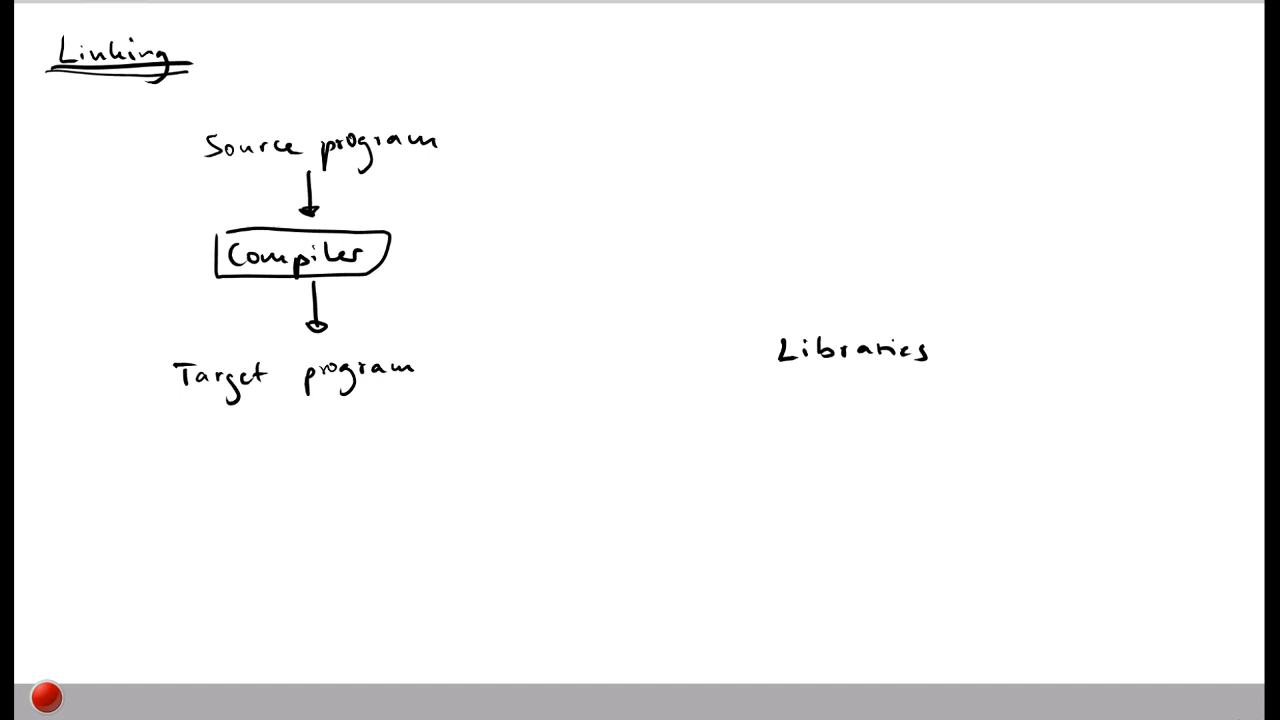 Linking
Source program
Compiler
Target program
Libraries